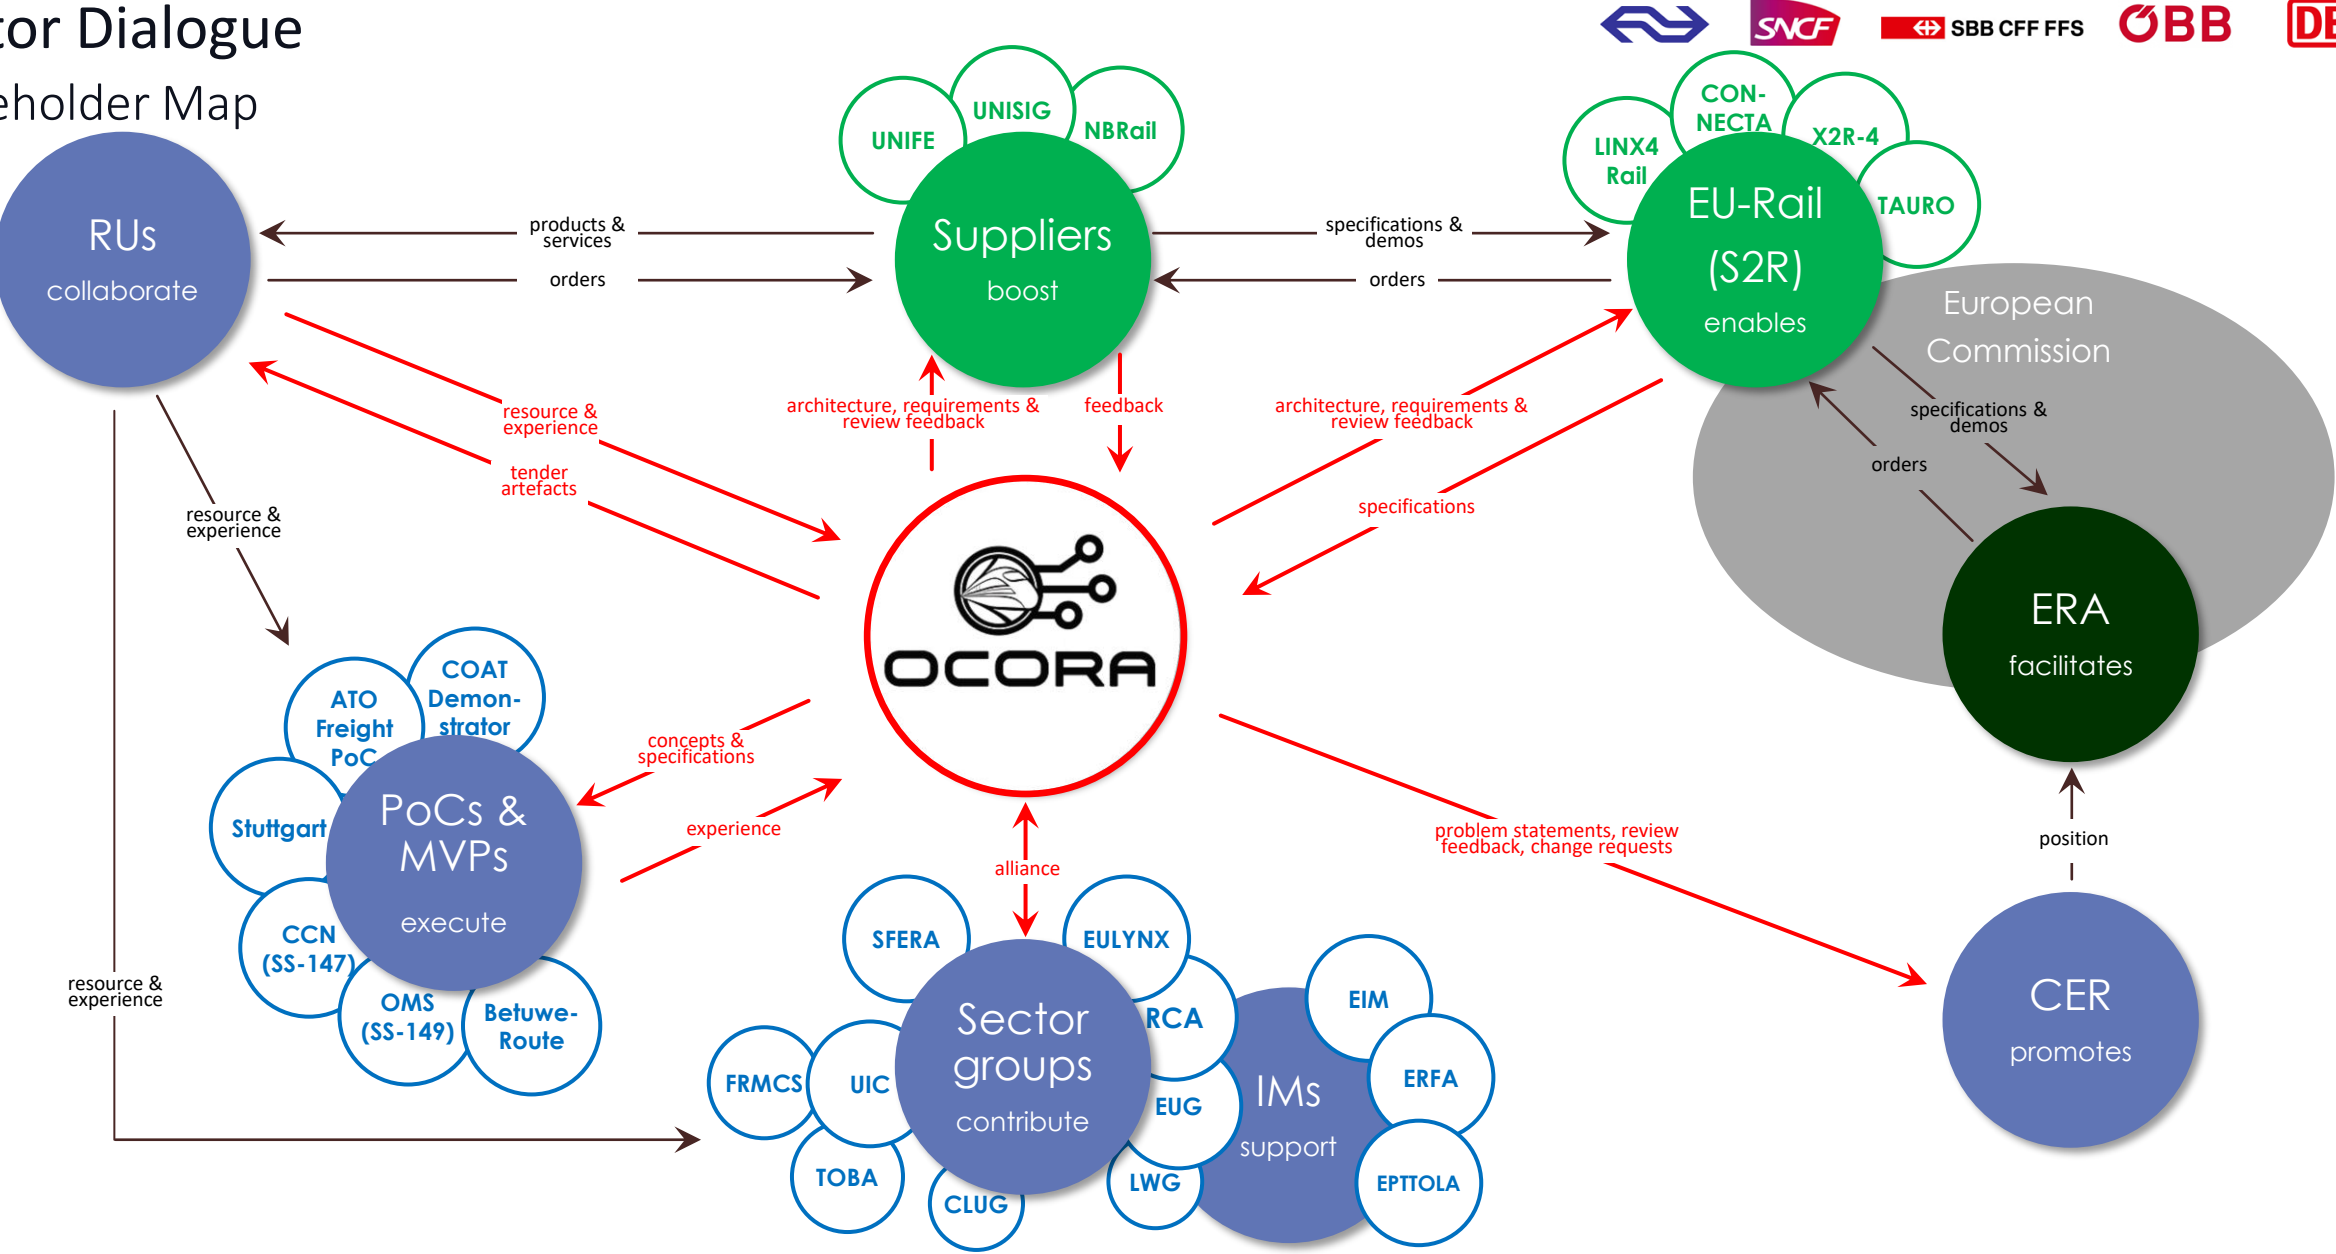 tor Dialogue
eholder Map
SNCF
SBB CFF FFS
ÖBB
UNIFE
UNISIG
NBRail
LINX4
Rail
CON-
NECTA
X2R-4
TAURO
RUs
collaborate
products &
services
orders
Suppliers
boost
specifications &
demos
orders
EU-Rail
(S2R)
enables
European
Commission
specifications &
demos
orders
resource &
experience
tender
artefacts
architecture, requirements &
review feedback
feedback
architecture, requirements &
review feedback
specifications
resource &
experience
OCORA
ERA
facilitates
COAT
Demon-
strator
ATO
Freight
PoC
Stuttgart
PoCs &
MVPs
execute
CCN
(SS-147)
OMS
(SS-149)
Betuwe-
Route
concepts &
specifications
experience
alliance
problem statements, review
feedback, change requests
position
resource &
experience
SFERA
EULYNX
FRMCS
UIC
TOBA
CLUG
Sector
groups
contribute
RCA
EUG
LWG
IMs
support
EIM
ERFA
EPTTOLA
CER
promotes